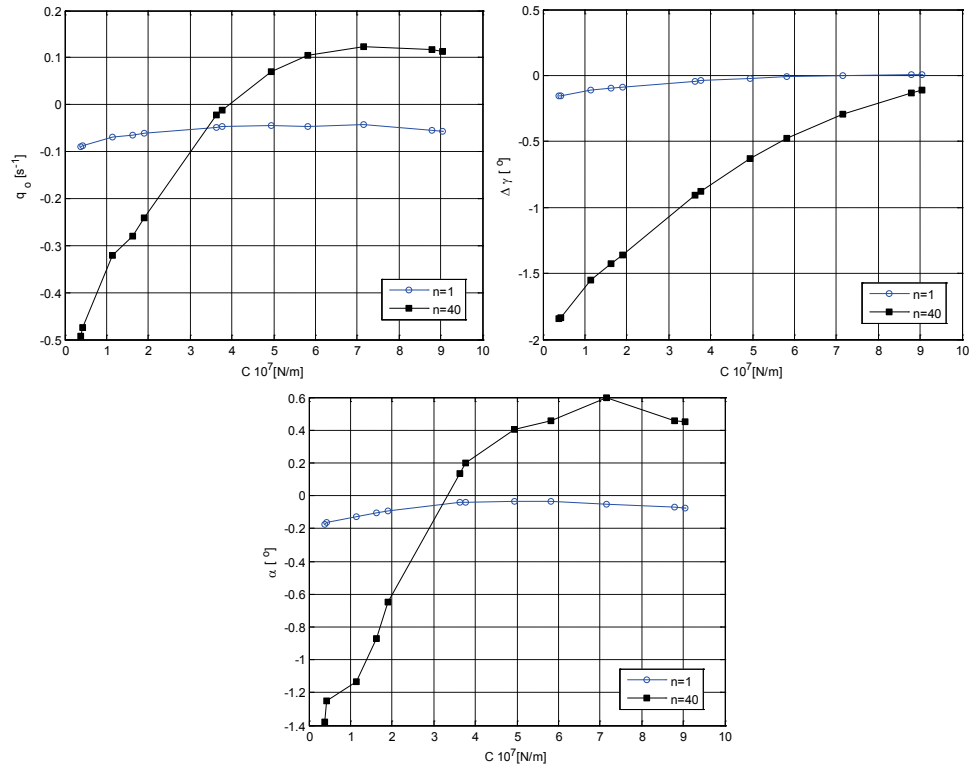 0.2
0.1
0
-0.1
-0.2
-0.3
-0.4
-0.5
q o [s-1]
0 1 2 3 4 5 6 7 8 9 10
C 10^7[N/m]
n=1
n=40
0.5
0
-0.5
-1
-1.5
-2
Δ γ [ o]
0 1 2 3 4 5 6 7 8 9 10
C 10^7[N/m]
n=1
n=40
0.6
0.4
0.2
0
-0.2
-0.4
-0.6
-0.8
-1
-1.2
-1.4
α [ o]
0 1 2 3 4 5 6 7 8 9 10
C 10^7[N/m]
n=1
n=40